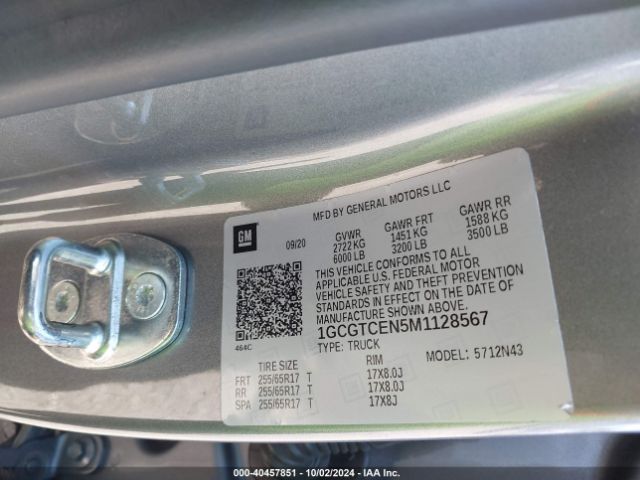 MFD BY GENERAL MOTORS LLC
GM
09/20
GVWR GAWR FRT GAWR RR
2722 KG 1451 KG 1588 KG
6000 LB 3200 LB 3500 LB
THIS VEHICLE CONFORMS TO ALL
APPLICABLE U.S. FEDERAL MOTOR
VEHICLE SAFETY AND THEFT PREVENTION
STANDARDS IN EFFECT ON THE DATE OF
MANUFACTURE SHOWN ABOVE.
1GCGTCEN5M1128567
464C
TYPE: TRUCK
MODEL: 5712N43
TIRE SIZE RIM
FRT 255/65R17 T 17X8.0J
RR 255/65R17 T 17X8.0J
SPA 255/65R17 T 17X8J
000-40457851 - 10/02/2024 - IAA Inc.